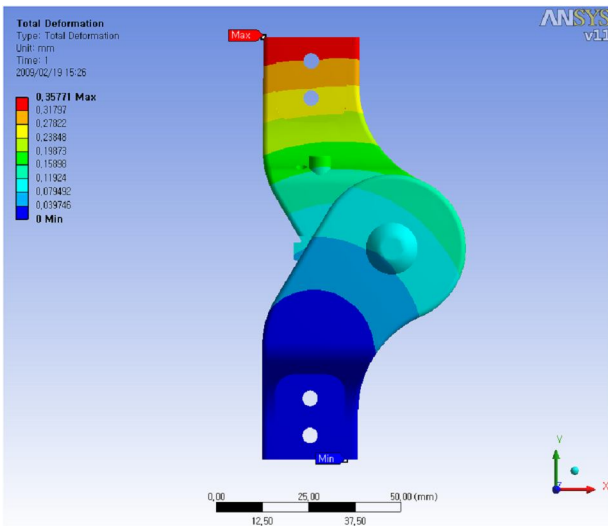 Total Deformation
Type: Total Deformation
Unit: mm
Time: 1
2009/02/19 15:26
0,35771 Max
0,31797
0,27822
0,23848
0,19873
0,15898
0,11924
0,079492
0,039746
0 Min
ANSYS
v11
Max
Min
0,00
25,00
50,00 (mm)
12,50
37,50
Y
X
Z